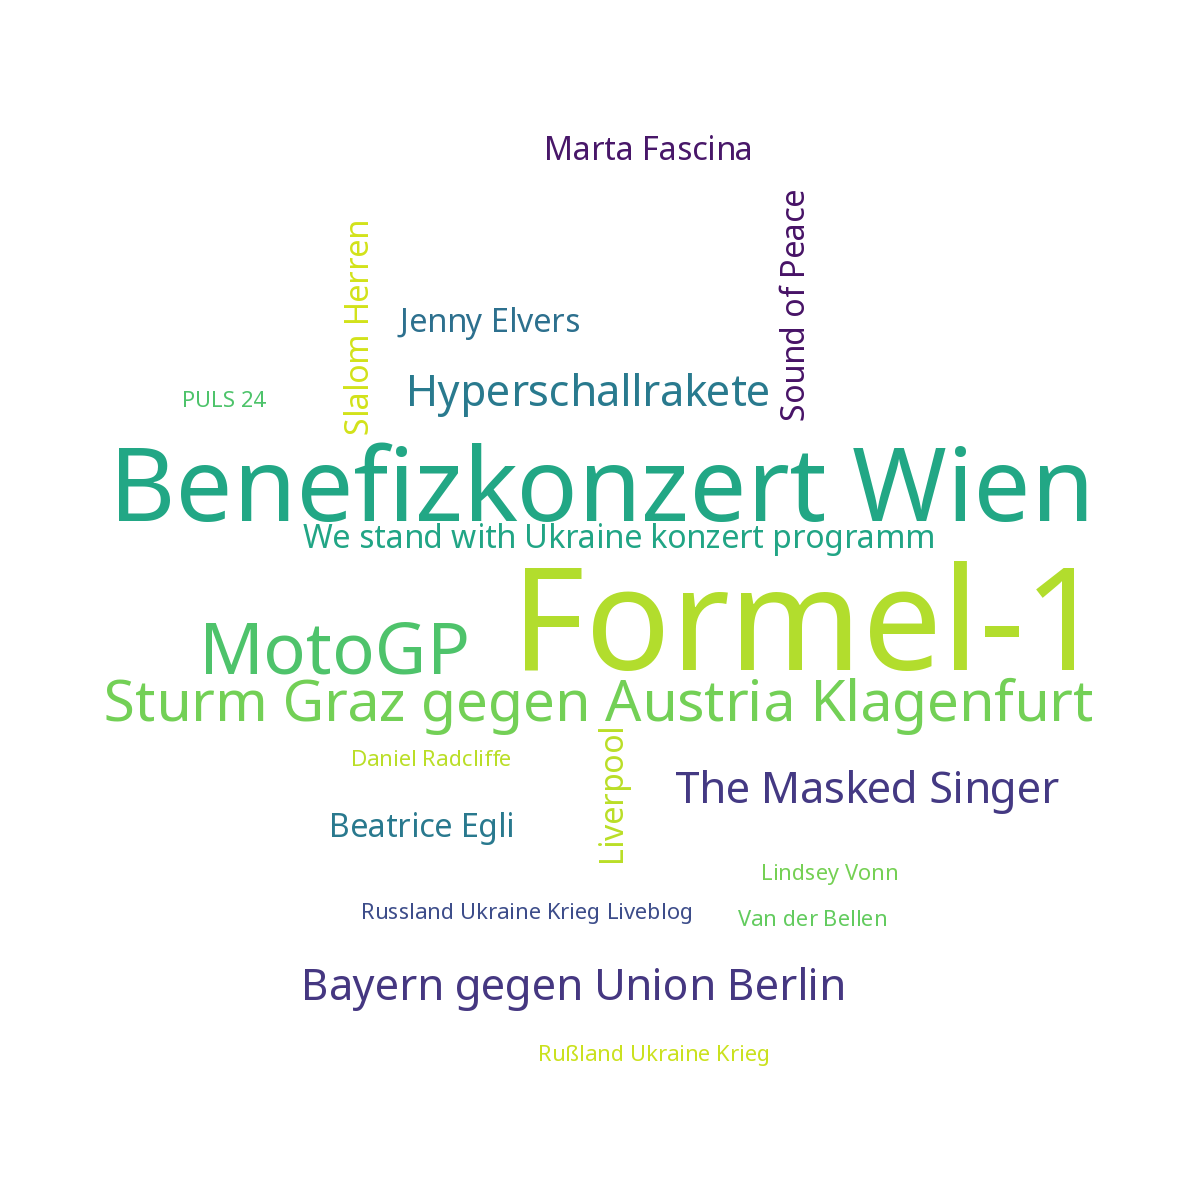 Marta Fascina
Sound of Peace
Slalom Herren
Jenny Elvers
Hyperschallrakete
PULS 24
Benefizkonzert Wien
We stand with Ukraine konzert programm
Formel-1
MotoGP
Sturm Graz gegen Austria Klagenfurt
Liverpool
Daniel Radcliffe
The Masked Singer
Beatrice Egli
Lindsey Vonn
Russland Ukraine Krieg Liveblog
Van der Bellen
Bayern gegen Union Berlin
Rußland Ukraine Krieg